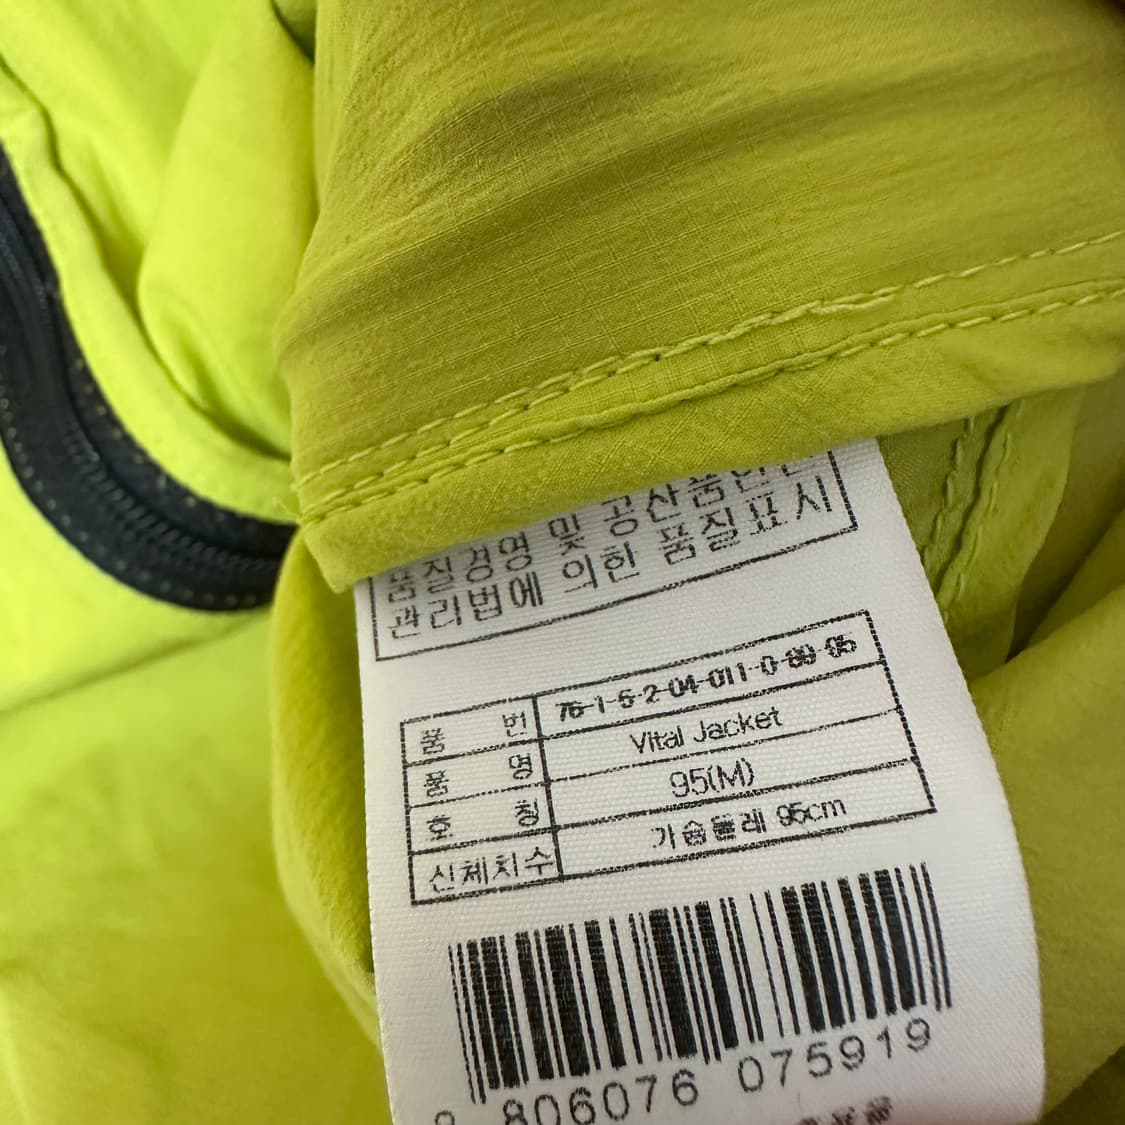 품질경영 및 공산품안전
관리법에 의한 품질표시
품 번 76-1-5-2-04-011-0-89-05
품 명 Vital Jacket
호 칭 95(M)
신체치수 가슴둘레 95cm
8 806076 075919